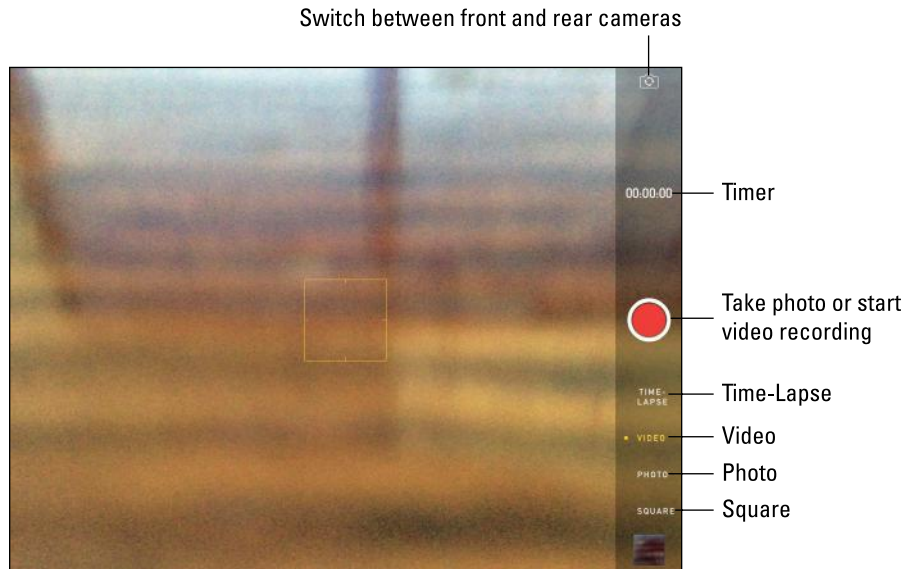 Switch between front and rear cameras
00:00:00
Timer
Take photo or start
video recording
TIME-
LAPSE
Time-Lapse
VIDEO
Video
PHOTO
Photo
SQUARE
Square